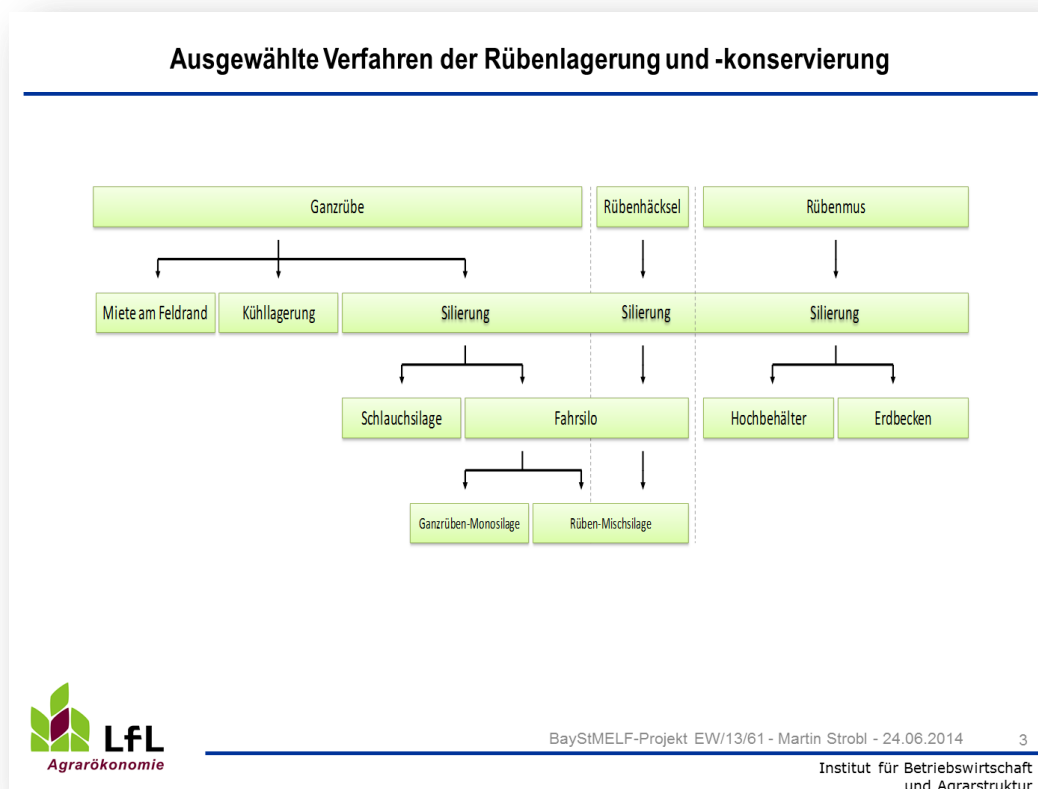 Ausgewählte Verfahren der Rübenlagerung und -konservierung
Ganzrübe
Rübenhäcksel
Rübenmus
Miete am Feldrand
Kühllagerung
Silierung
Silierung
Silierung
Schlauchsilage
Fahrsilo
Hochbehälter
Erdbecken
Ganzrüben-Monosilage
Rüben-Mischsilage
LfL
Agrarökonomie
BayStMELF-Projekt EW/13/61 - Martin Strobl - 24.06.2014
3
Institut für Betriebswirtschaft
und Agrarstruktur